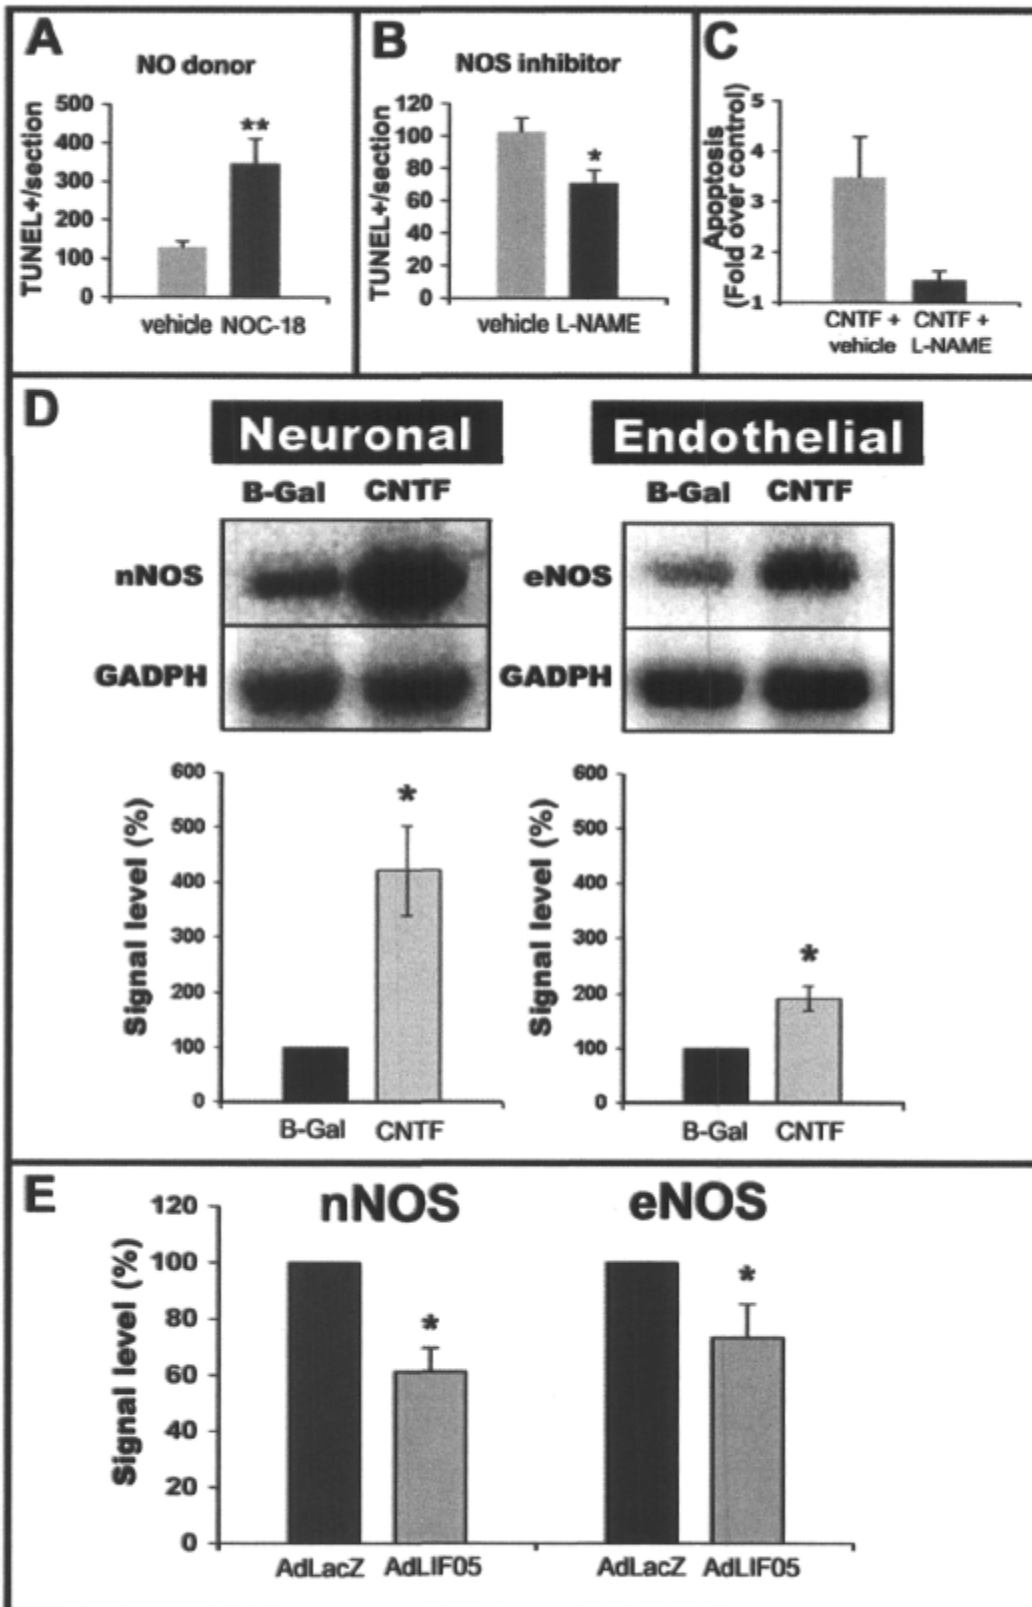 A
NO donor
TUNEL+/section
500
400
300
200
100
0
**
vehicle NOC-18
B
NOS inhibitor
TUNEL+/section
120
100
80
60
40
20
0
*
vehicle L-NAME
C
Apoptosis
(Fold over control)
5
4
3
2
1
CNTF + CNTF +
vehicle L-NAME
D
Neuronal
B-Gal CNTF
nNOS
GADPH
Signal level (%)
600
500
400
300
200
100
0
*
B-Gal CNTF
Endothelial
B-Gal CNTF
eNOS
GADPH
Signal level (%)
600
500
400
300
200
100
0
*
B-Gal CNTF
E
nNOS eNOS
Signal level (%)
120
100
80
60
40
20
0
*
*
AdLacZ AdLIF05 AdLacZ AdLIF05